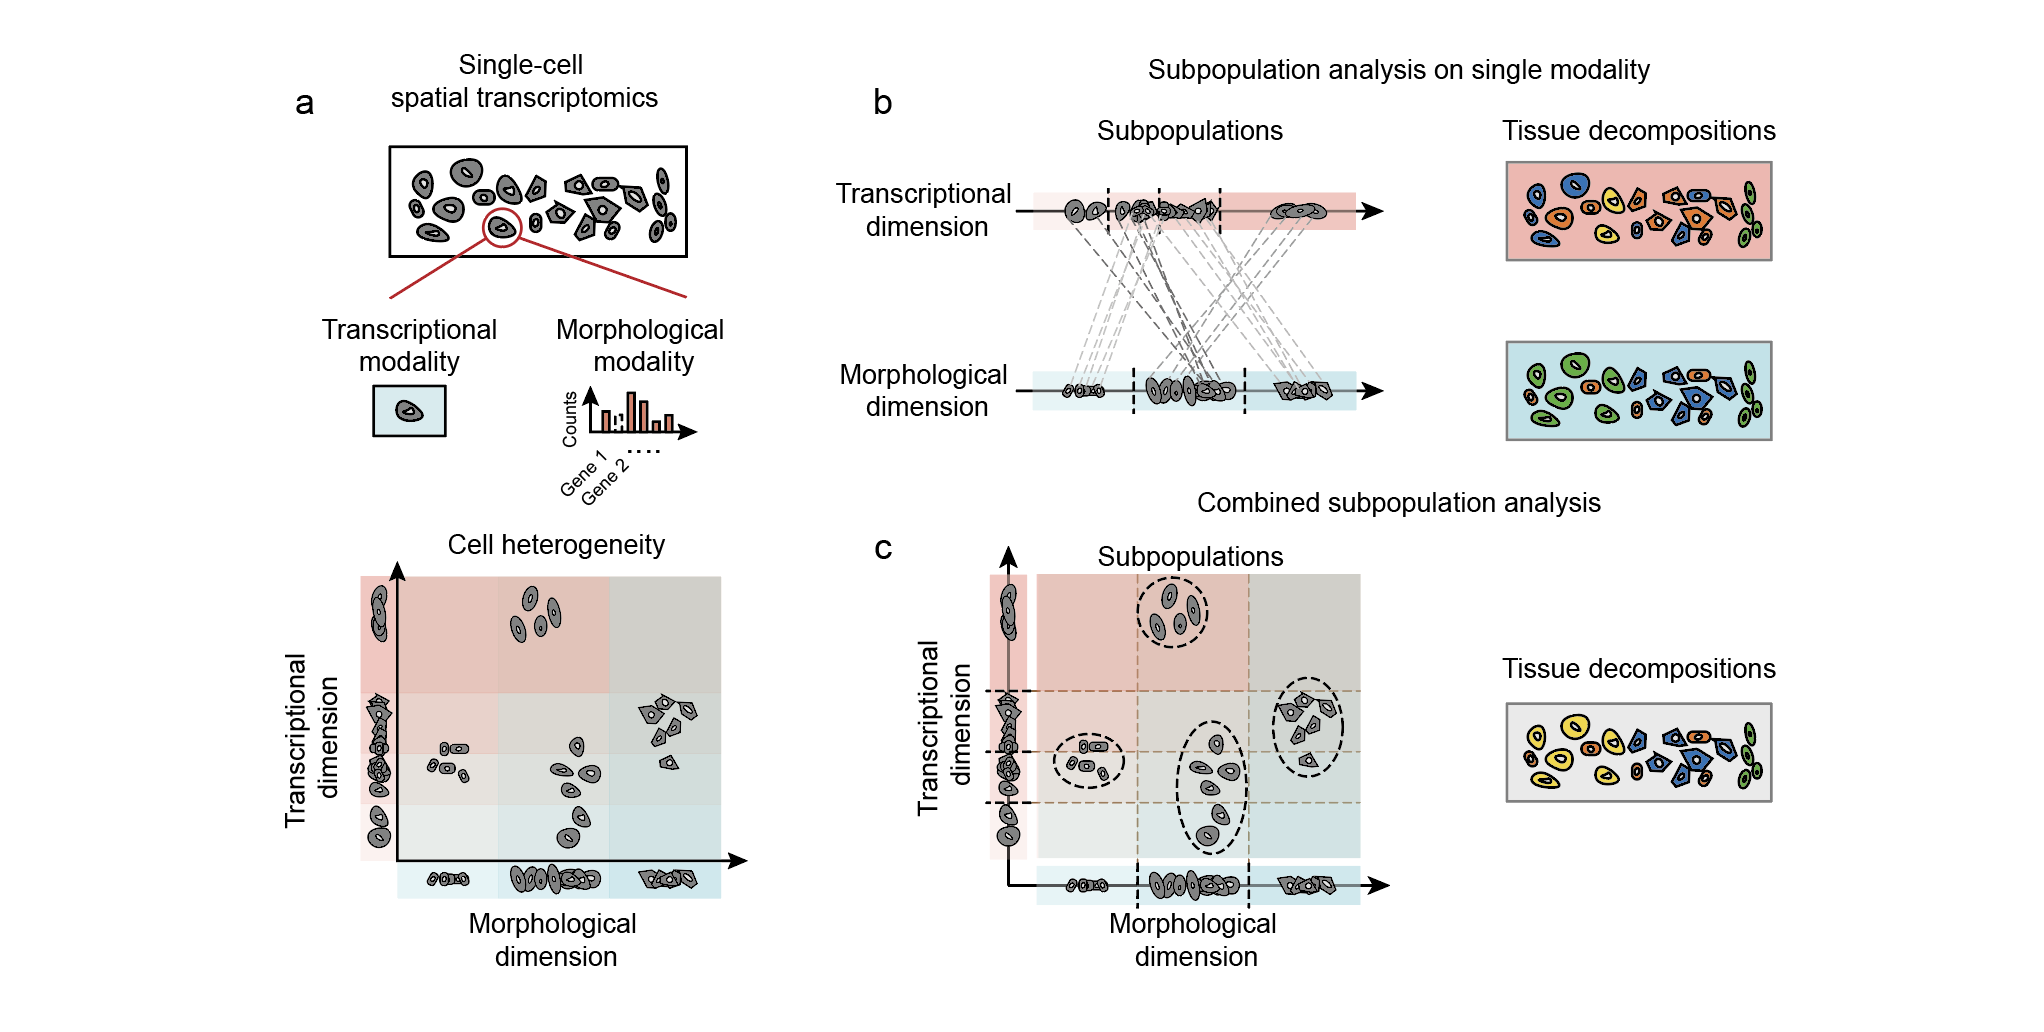 a
Single-cell
spatial transcriptomics
Transcriptional
modality
Morphological
modality
Counts
Gene 1
Gene 2
Cell heterogeneity
Transcriptional
dimension
Morphological
dimension
b
Subpopulation analysis on single modality
Subpopulations
Tissue decompositions
Transcriptional
dimension
Morphological
dimension
Combined subpopulation analysis
c
Subpopulations
Transcriptional
dimension
Morphological
dimension
Tissue decompositions